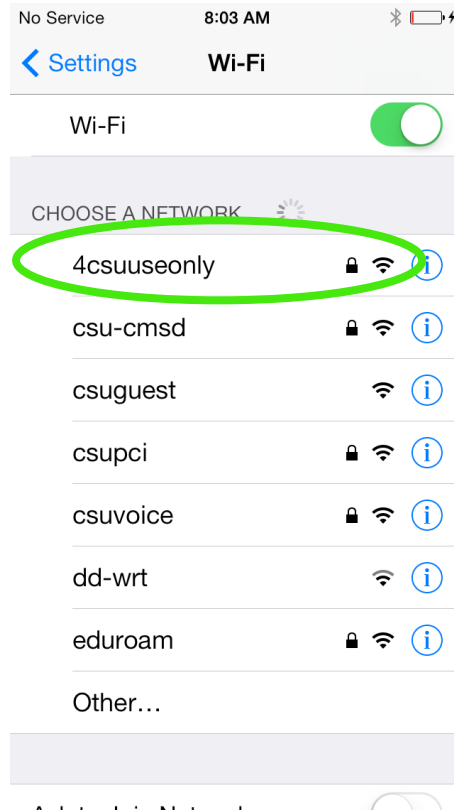 No Service 8:03 AM
Settings Wi-Fi
Wi-Fi
CHOOSE A NETWORK
4csuuseonly
csu-cmsd
csuguest
csupci
csuvoice
dd-wrt
eduroam
Other...